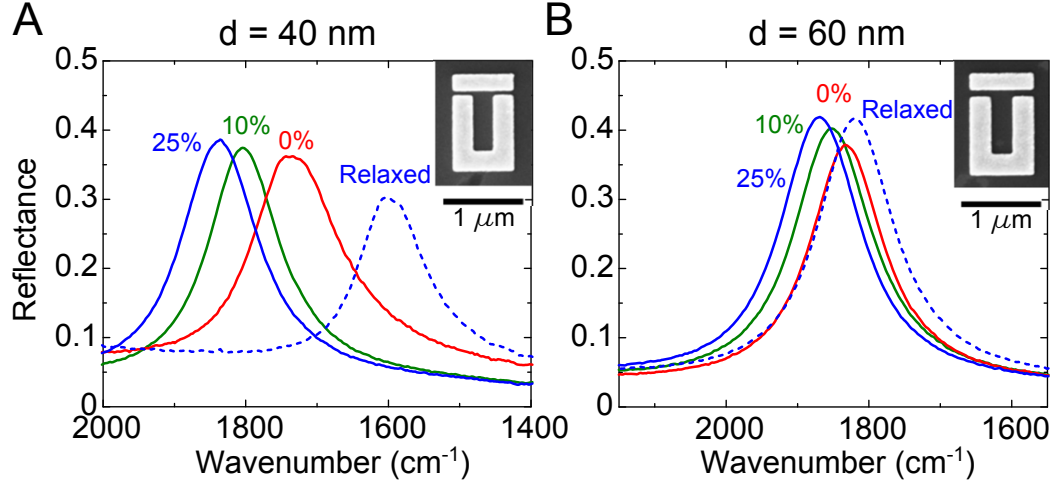 A
d = 40 nm
0.5
0.4
0.3
0.2
0.1
0
Reflectance
25%
10%
0%
Relaxed
1 μm
2000
1800
1600
1400
Wavenumber (cm-1)
B
d = 60 nm
0.5
0.4
0.3
0.2
0.1
0
0%
10%
25%
Relaxed
1 μm
2000
1800
1600
Wavenumber (cm-1)